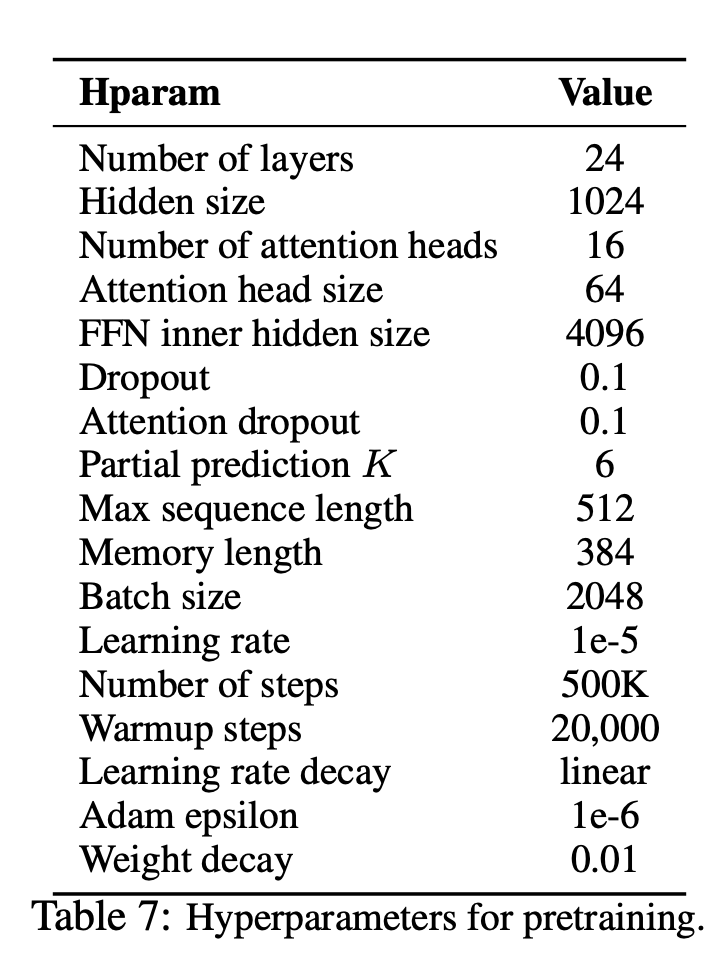 Hparam Value
Number of layers 24
Hidden size 1024
Number of attention heads 16
Attention head size 64
FFN inner hidden size 4096
Dropout 0.1
Attention dropout 0.1
Partial prediction K 6
Max sequence length 512
Memory length 384
Batch size 2048
Learning rate 1e-5
Number of steps 500K
Warmup steps 20,000
Learning rate decay linear
Adam epsilon 1e-6
Weight decay 0.01
Table 7: Hyperparameters for pretraining.